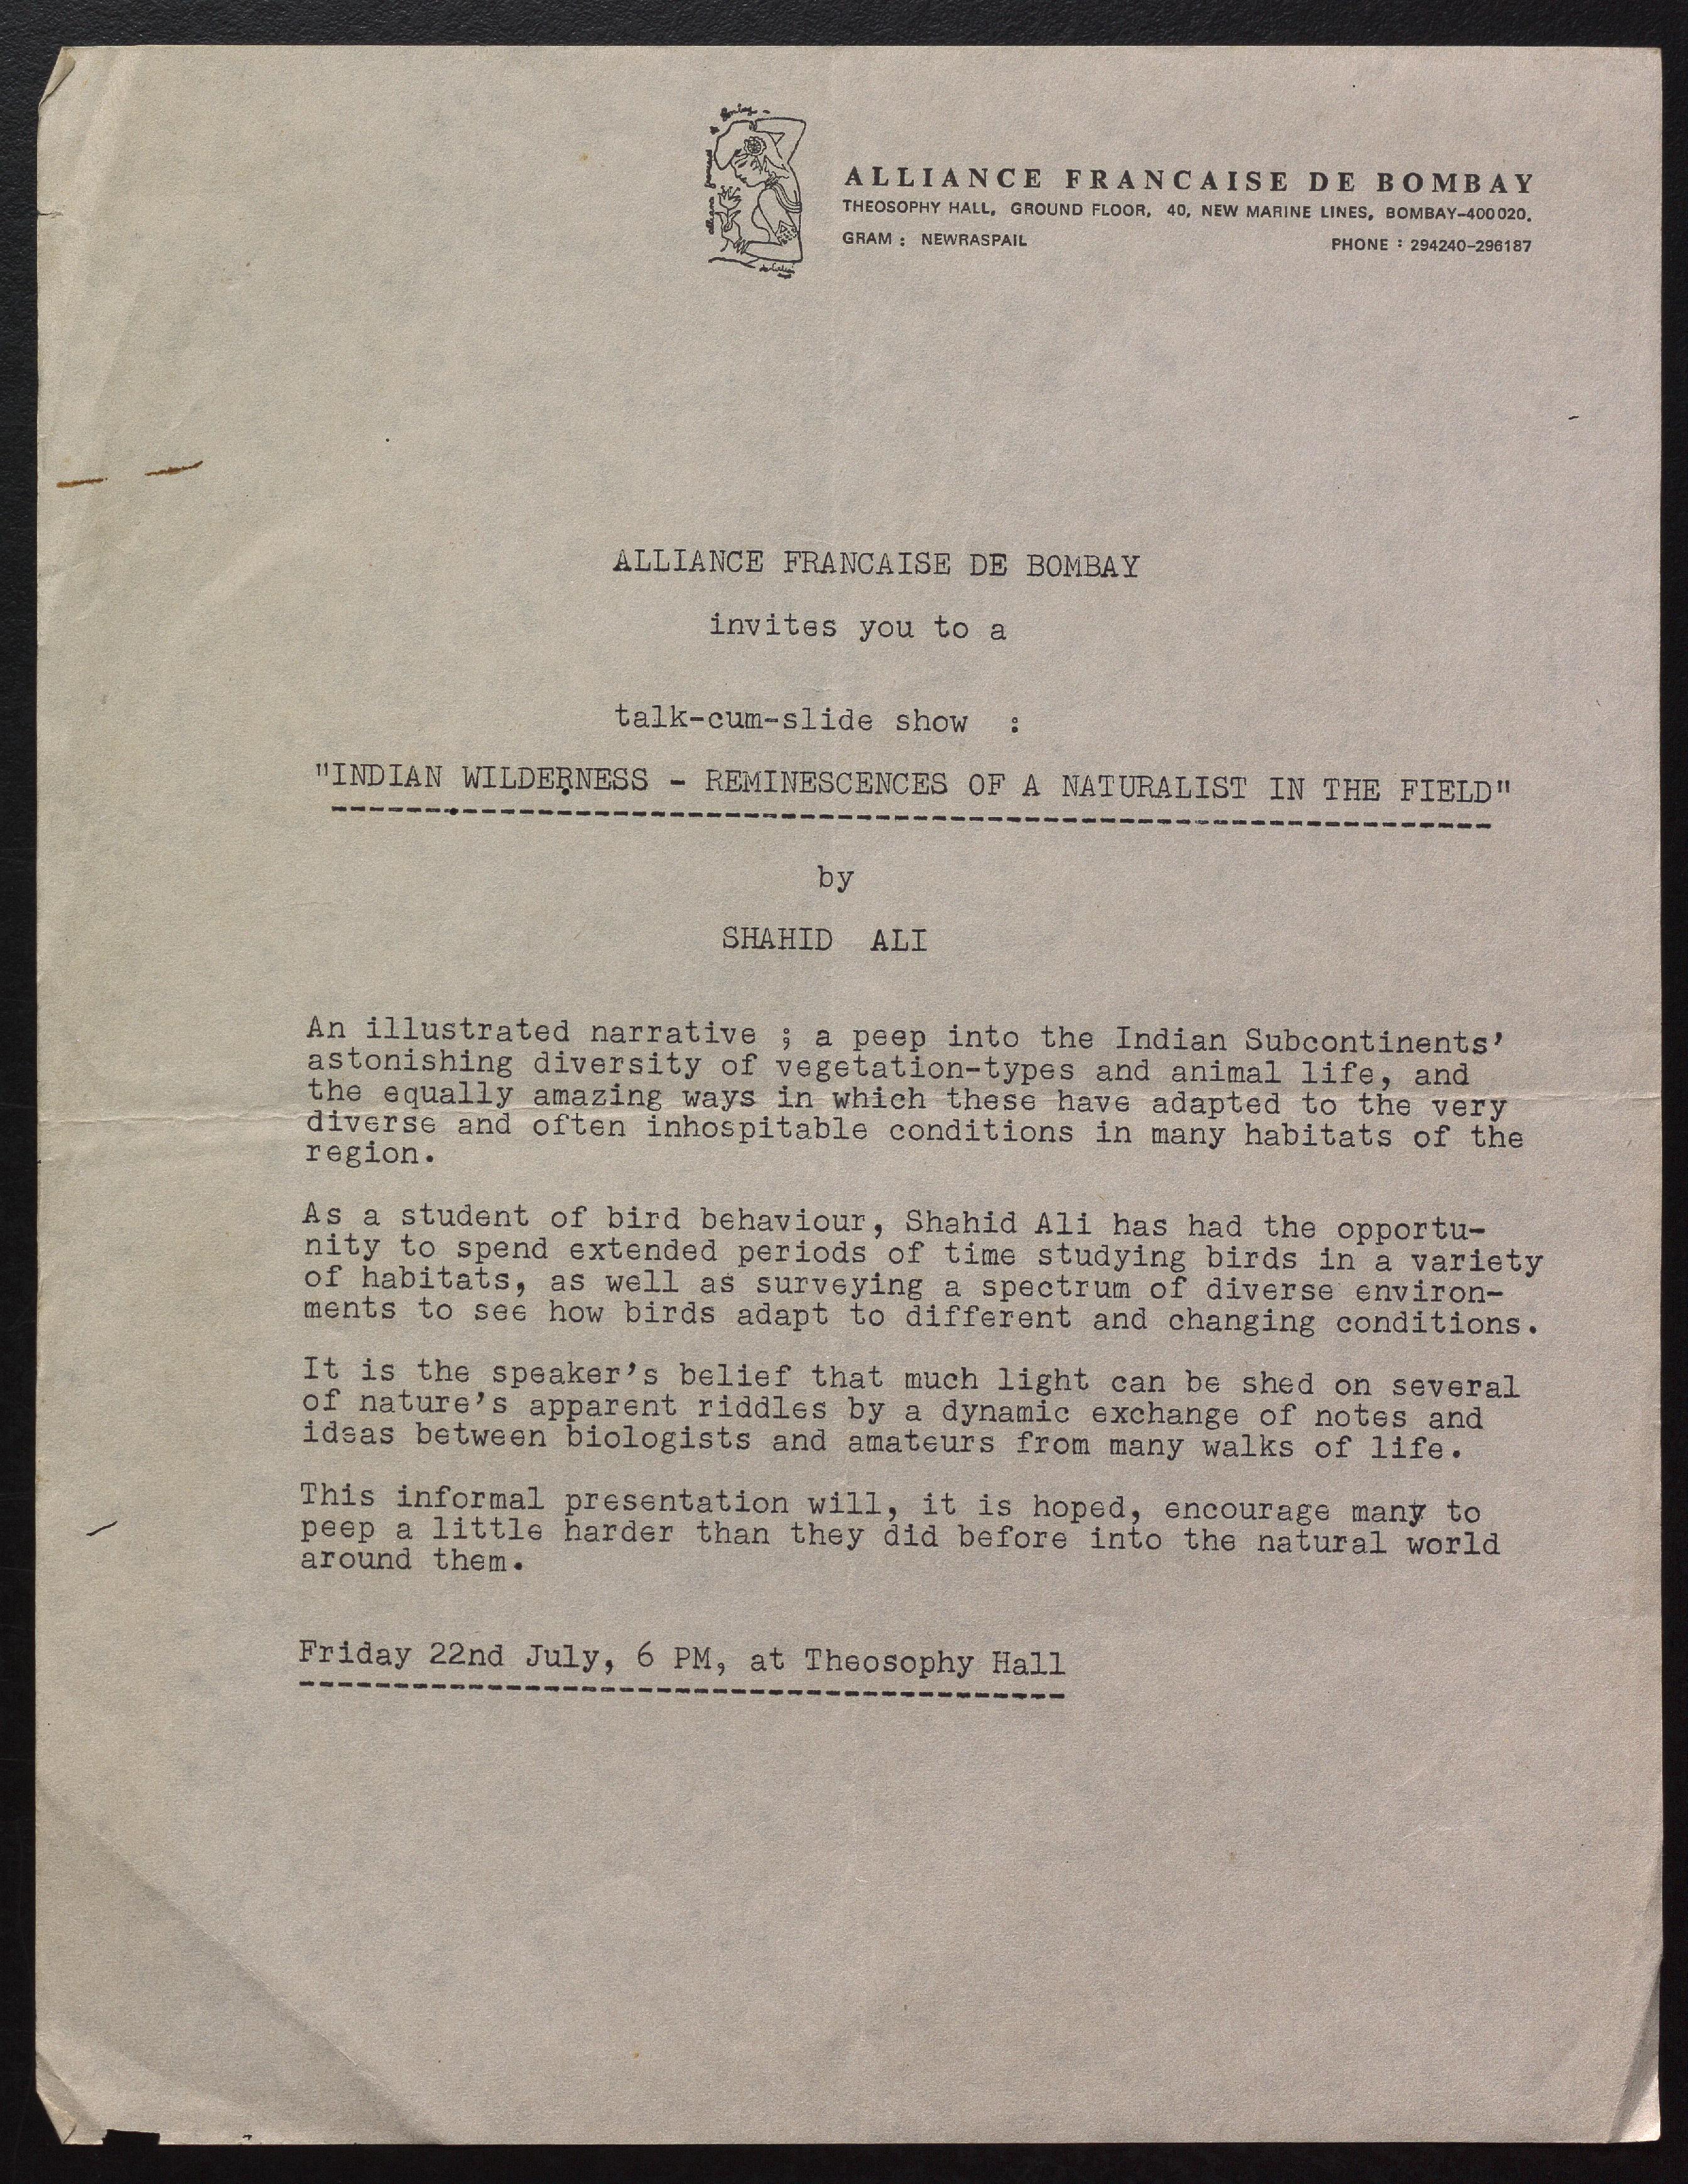 ALLIANCE FRANCAISE DE BOMBAY
THEOSOPHY HALL, GROUND FLOOR, 40, NEW MARINE LINES, BOMBAY-400020.
GRAM : NEWRASPAIL PHONE : 294240-296187
ALLIANCE FRANCAISE DE BOMBAY
invites you to a
talk-cum-slide show :
"INDIAN WILDERNESS - REMINESCENCES OF A NATURALIST IN THE FIELD"
by
SHAHID ALI
An illustrated narrative ; a peep into the Indian Subcontinents'
astonishing diversity of vegetation-types and animal life, and
the equally amazing ways in which these have adapted to the very
diverse and often inhospitable conditions in many habitats of the
region.
As a student of bird behaviour, Shahid Ali has had the opportu-
nity to spend extended periods of time studying birds in a variety
of habitats, as well as surveying a spectrum of diverse environ-
ments to see how birds adapt to different and changing conditions.
It is the speaker's belief that much light can be shed on several
of nature's apparent riddles by a dynamic exchange of notes and
ideas between biologists and amateurs from many walks of life.
This informal presentation will, it is hoped, encourage many to
peep a little harder than they did before into the natural world
around them.
Friday 22nd July, 6 PM, at Theosophy Hall